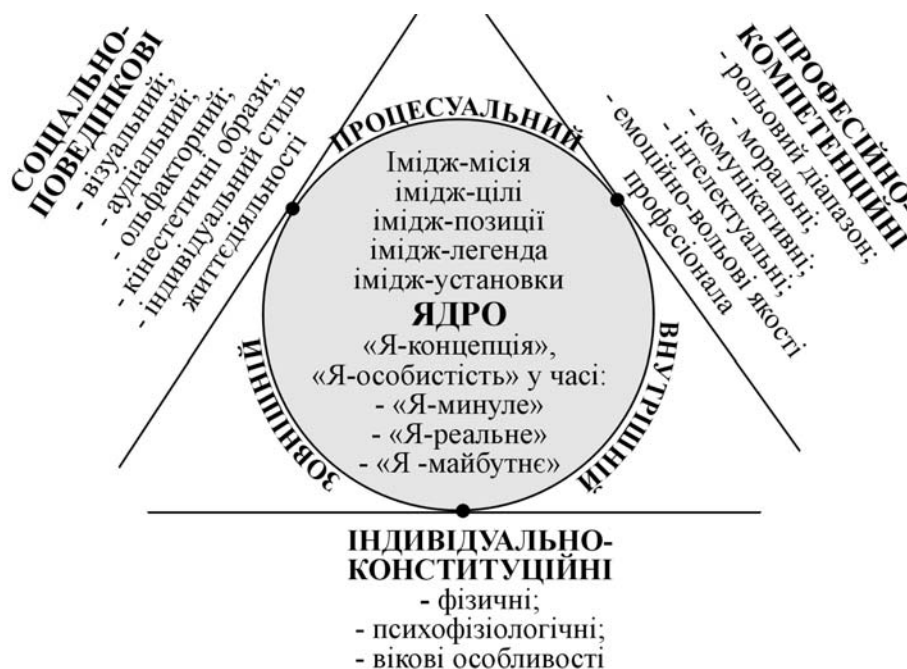 СОЦІАЛЬНО-
ПОВЕДІНКОВІ
- візуальний;
- аудіальний;
- ольфакторний;
- кінестетичні образи;
- індивідуальний стиль
життєдіяльності
ПРОФЕСІЙНО-
КОМПЕТЕНЦІЙНІ
- рольовий діапазон;
- моральні;
- комунікативні;
- інтелектуальні;
- емоційно-вольові якості
професіонала
ПРОЦЕСУАЛЬНИЙ
Імідж-місія
імідж-цілі
імідж-позиції
імідж-легенда
імідж-установки
ЯДРО
«Я-концепція»,
«Я-особистість» у часі:
- «Я-минуле»
- «Я-реальне»
- «Я -майбутнє»
ЗОВНІШНІЙ
ВНУТРІШНІЙ
ІНДИВІДУАЛЬНО-
КОНСТИТУЦІЙНІ
- фізичні;
- психофізіологічні;
- вікові особливості